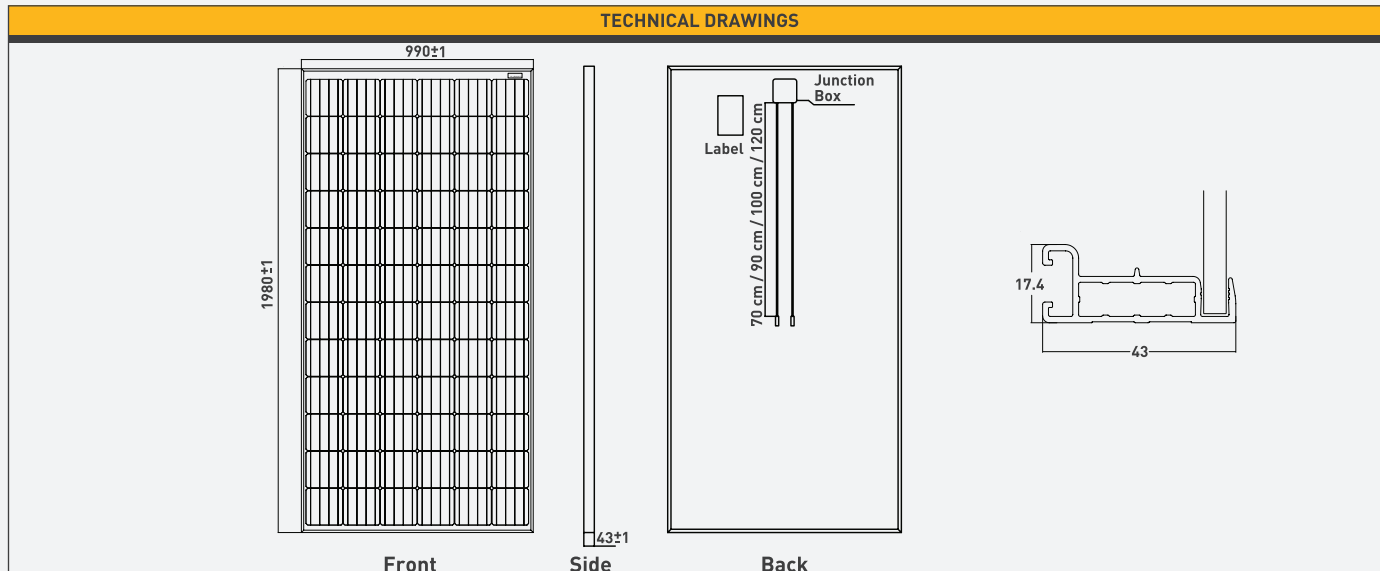 TECHNICAL DRAWINGS
990±1
1980±1
43±1
Junction
Box
Label
70 cm / 90 cm / 100 cm / 120 cm
17.4
43
Front
Side
Back